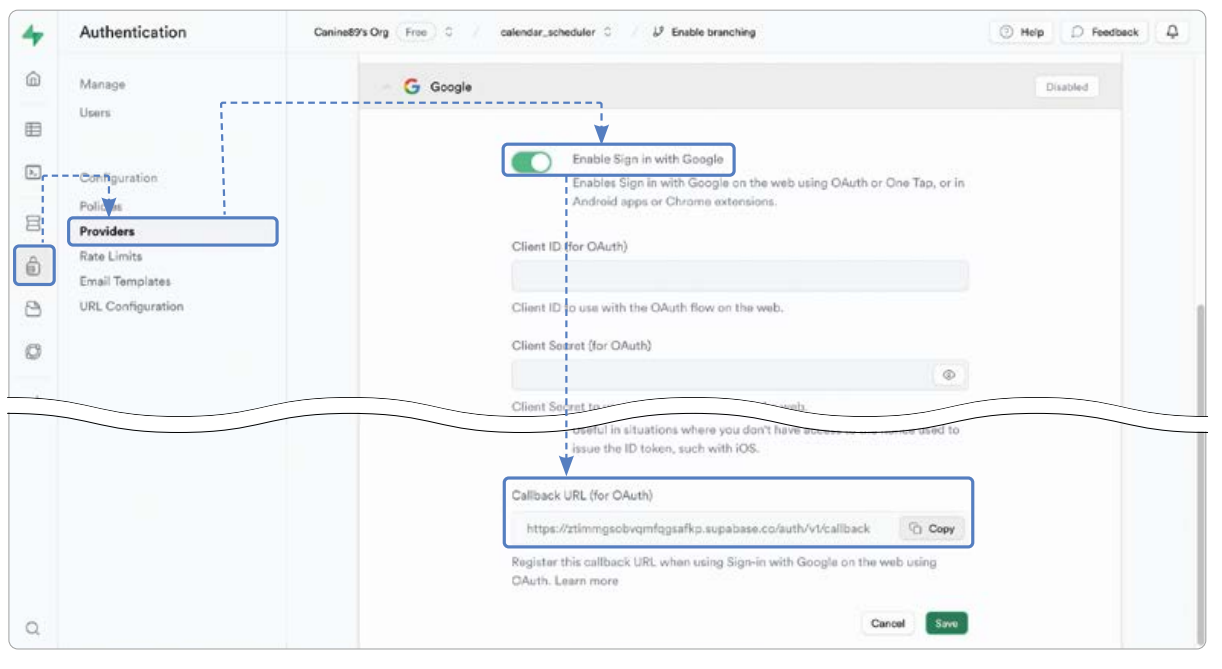 Authentication
Canine89's Org Free / calendar_scheduler / Enable branching
Help Feedback
Manage
Users
Configuration
Policies
Providers
Rate Limits
Email Templates
URL Configuration
Google
Disabled
Enable Sign in with Google
Enables Sign in with Google on the web using OAuth or One Tap, or in
Android apps or Chrome extensions.
Client ID (for OAuth)
Client ID to use with the OAuth flow on the web.
Client Secret (for OAuth)
Client Secret to web.
Useful in situations where you don't have access to the nonce used to
issue the ID token, such with iOS.
Callback URL (for OAuth)
https://ztimmgsobvqmfqgsafkp.supabase.co/auth/v1/callback
Copy
Register this callback URL when using Sign-in with Google on the web using
OAuth. Learn more
Cancel Save